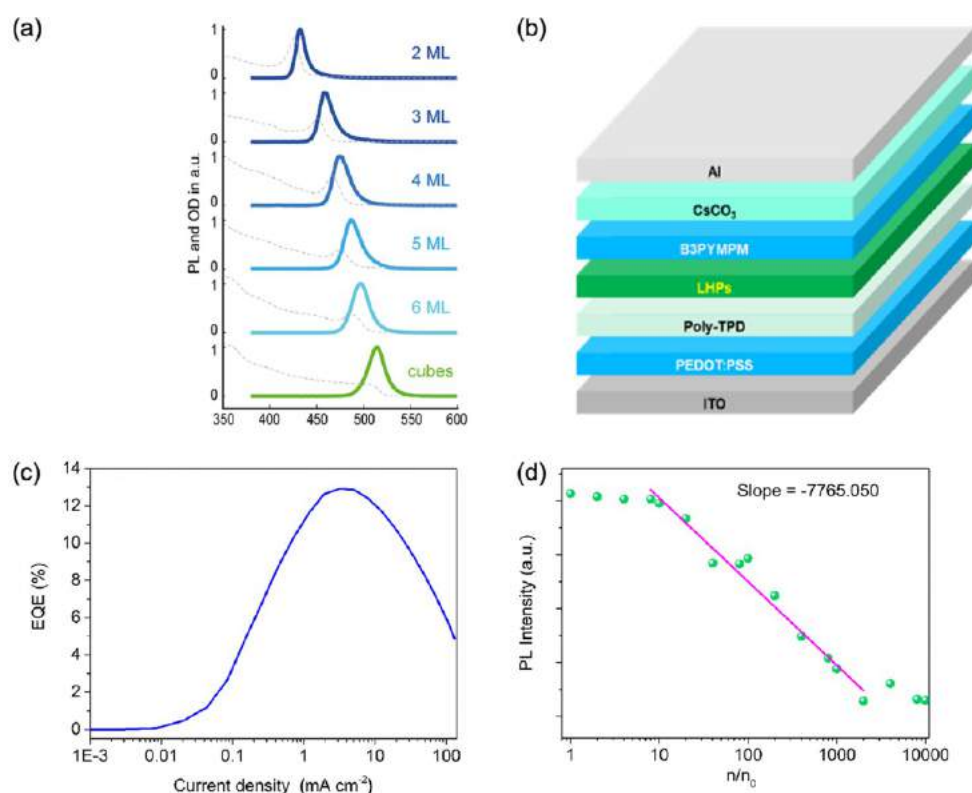 (a)
PL and OD in a.u.
1
0
2 ML
1
0
3 ML
1
0
4 ML
1
0
5 ML
1
0
6 ML
1
0
cubes
350 400 450 500 550 600
(b)
Al
CsCO₃
B3PYMPM
LHPs
Poly-TPD
PEDOT:PSS
ITO
(c)
EQE (%)
14
12
10
8
6
4
2
0
1E-3 0.01 0.1 1 10 100
Current density (mA cm⁻²)
(d)
PL Intensity (a.u.)
Slope = -7765.050
1 10 100 1000 10000
n/n₀